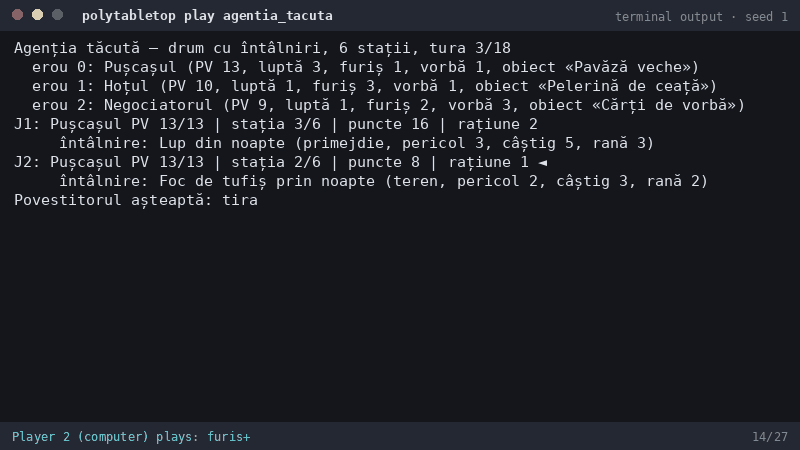 polytabletop play agentia_tacuta
terminal output · seed 1
Agenția tăcută — drum cu întâlniri, 6 stații, tura 3/18
erou 0: Pușcașul (PV 13, luptă 3, furiș 1, vorbă 1, obiect «Pavăză veche»)
erou 1: Hoțul (PV 10, luptă 1, furiș 3, vorbă 1, obiect «Pelerină de ceață»)
erou 2: Negociatorul (PV 9, luptă 1, furiș 2, vorbă 3, obiect «Cărți de vorbă»)
J1: Pușcașul PV 13/13 | stația 3/6 | puncte 16 | rațiune 2
întâlnire: Lup din noapte (primejdie, pericol 3, câștig 5, rană 3)
J2: Pușcașul PV 13/13 | stația 2/6 | puncte 8 | rațiune 1 ◄
întâlnire: Foc de tufiș prin noapte (teren, pericol 2, câștig 3, rană 2)
Povestitorul așteaptă: tira
Player 2 (computer) plays: furis+
14/27